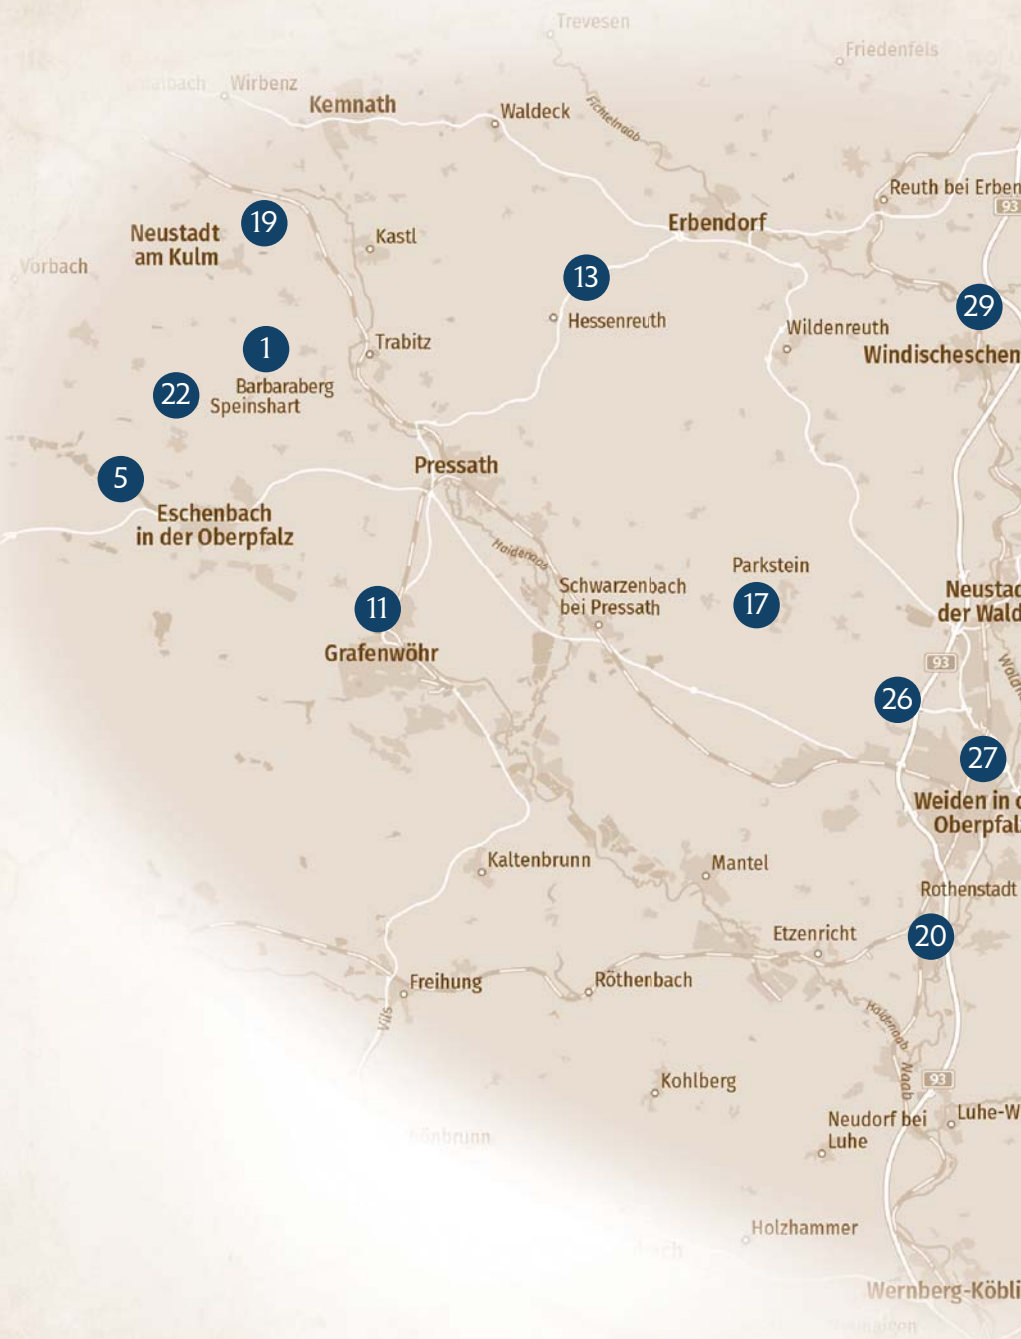 Trevesen
Friedenfels
Wirbenz
Kemnath
Waldeck
Fichtelnaab
Reuth bei Erben
93
Erbendorf
19
Neustadt
am Kulm
Kastl
Vorbach
13
29
Hessenreuth
Wildenreuth
Windischeschen
1
Trabitz
22
Barbaraberg
Speinshart
Pressath
5
Eschenbach
in der Oberpfalz
Haidenaab
Parkstein
17
Schwarzenbach
bei Pressath
Neustad
der Wald
11
Grafenwöhr
93
26
27
Weiden in d
Oberpfalz
Kaltenbrunn
Mantel
Rothenstadt
Etzenricht
20
Freihung
Röthenbach
Vils
Haidenaab
Naab
Kohlberg
93
Neudorf bei
Luhe
Luhe-W
Holzhammer
Wernberg-Köbli